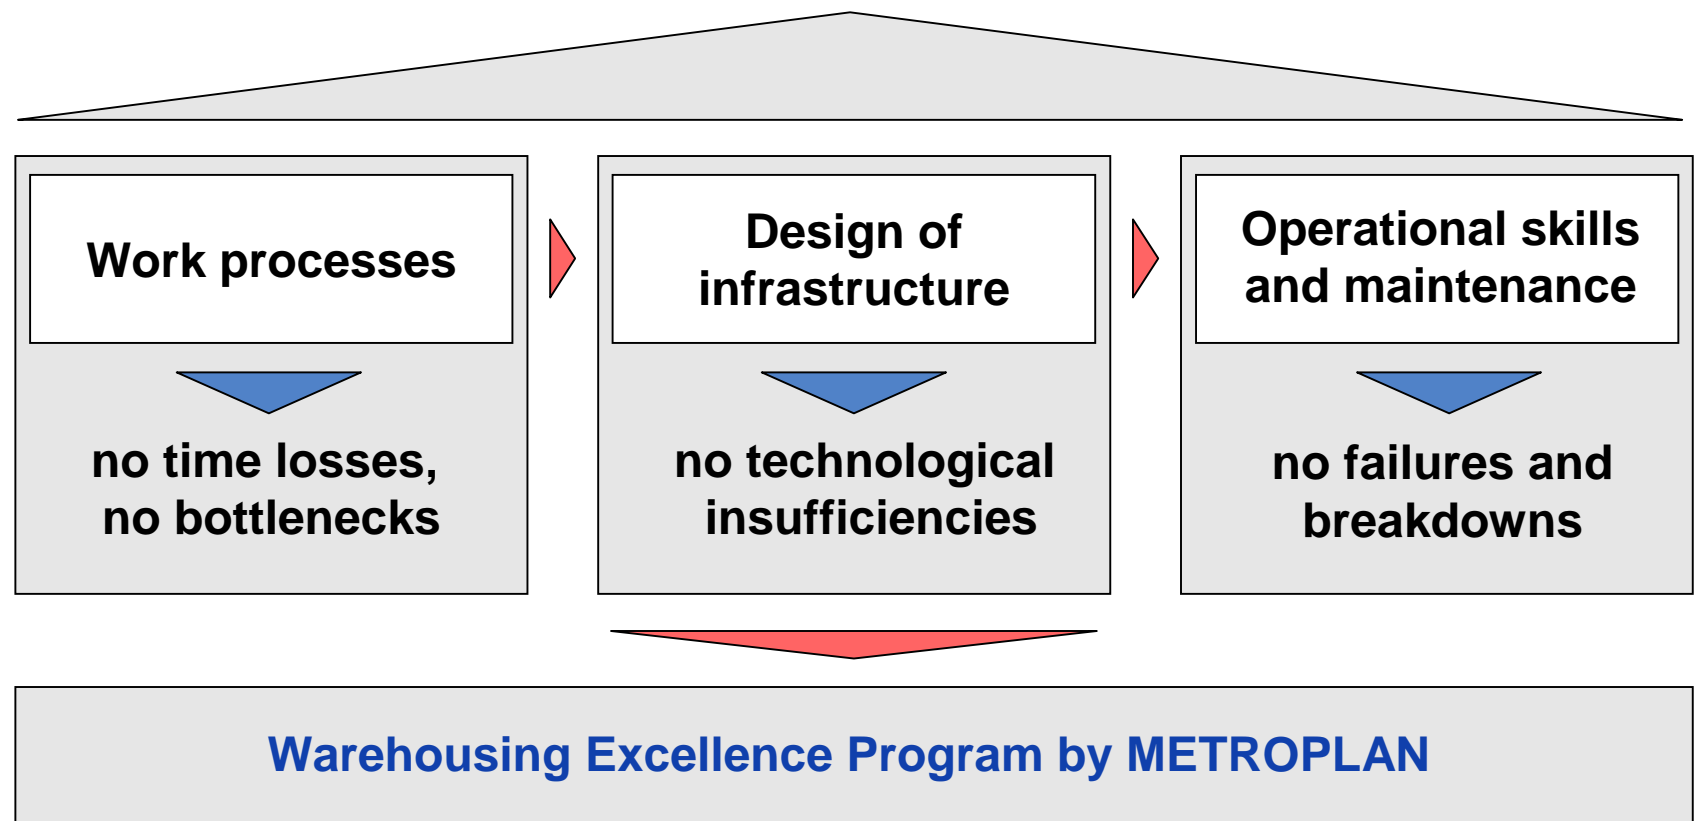 Work processes
Design of
infrastructure
Operational skills
and maintenance
no time losses,
no bottlenecks
no technological
insufficiencies
no failures and
breakdowns
Warehousing Excellence Program by METROPLAN